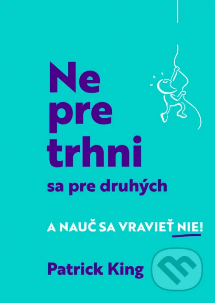 Ne
pre
trhni
sa pre druhých
A NAUČ SA VRAVIEŤ NIE!
Patrick King